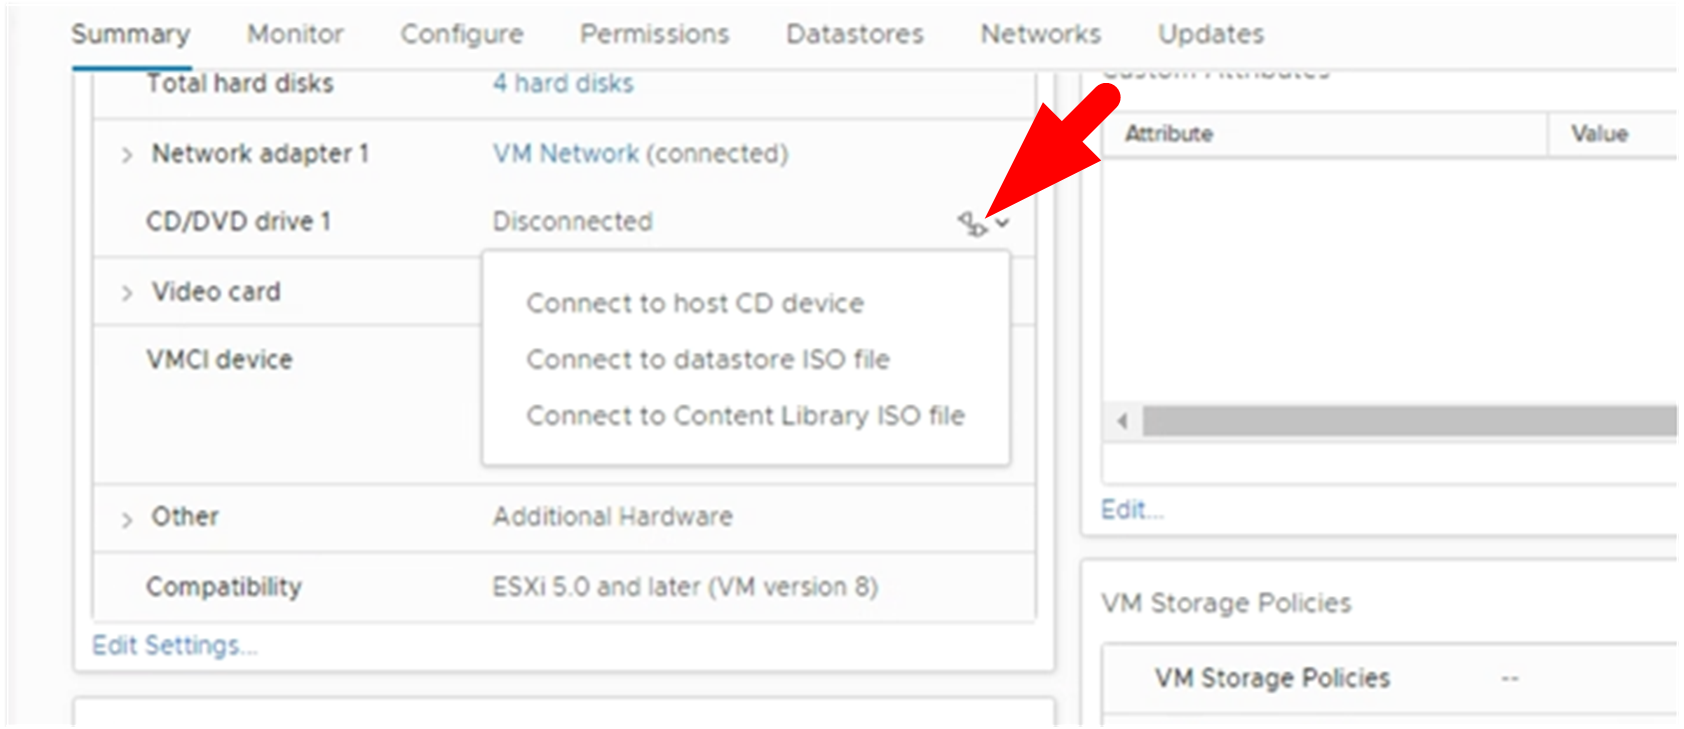 Summary Monitor Configure Permissions Datastores Networks Updates
Total hard disks 4 hard disks
Network adapter 1 VM Network (connected)
CD/DVD drive 1 Disconnected
Connect to host CD device
Connect to datastore ISO file
Connect to Content Library ISO file
Video card
VMCI device
Other Additional Hardware
Compatibility ESXi 5.0 and later (VM version 8)
Edit Settings...
Custom Attributes
Attribute Value
Edit...
VM Storage Policies
VM Storage Policies --